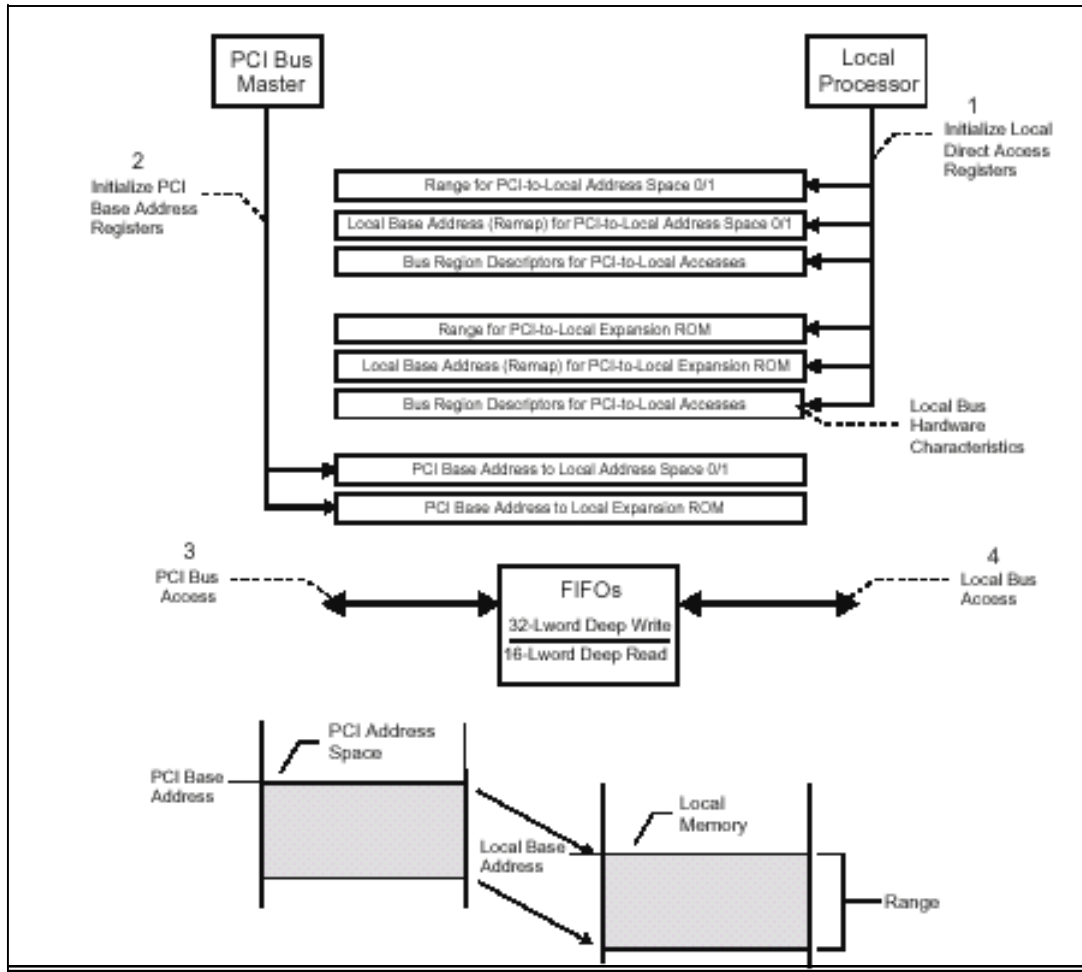 PCI Bus
Master
Local
Processor
1
Initialize Local
Direct Access
Registers
2
Initialize PCI
Base Address
Registers
Range for PCI-to-Local Address Space 0/1
Local Base Address (Remap) for PCI-to-Local Address Space 0/1
Bus Region Descriptors for PCI-to-Local Accesses
Range for PCI-to-Local Expansion ROM
Local Base Address (Remap) for PCI-to-Local Expansion ROM
Bus Region Descriptors for PCI-to-Local Accesses
Local Bus
Hardware
Characteristics
PCI Base Address to Local Address Space 0/1
PCI Base Address to Local Expansion ROM
3
PCI Bus
Access
FIFOs
32-Lword Deep Write
16-Lword Deep Read
4
Local Bus
Access
PCI Address
Space
PCI Base
Address
Local
Memory
Local Base
Address
Range